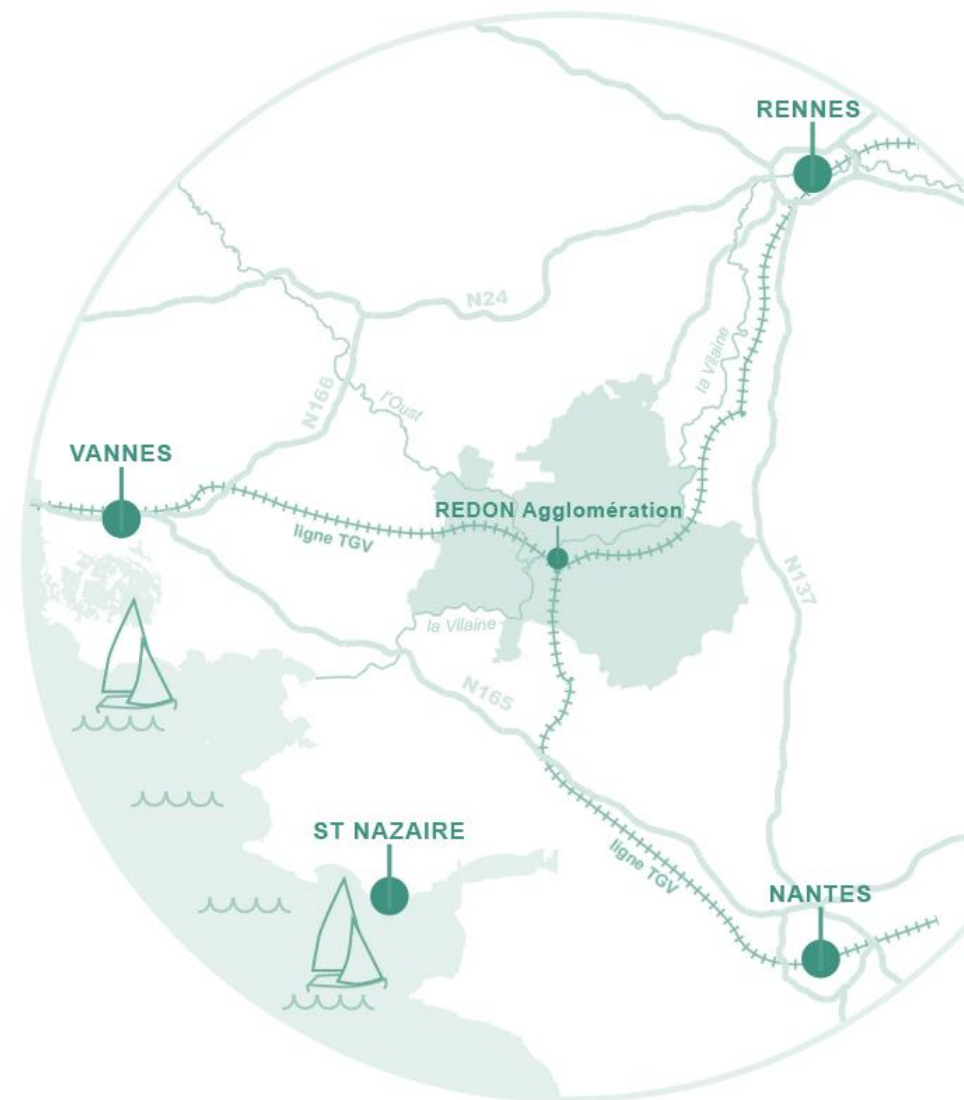 RENNES
N24
la Vilaine
N166
l'Oust
VANNES
REDON Agglomération
ligne TGV
N137
la Vilaine
N165
ST NAZAIRE
ligne TGV
NANTES